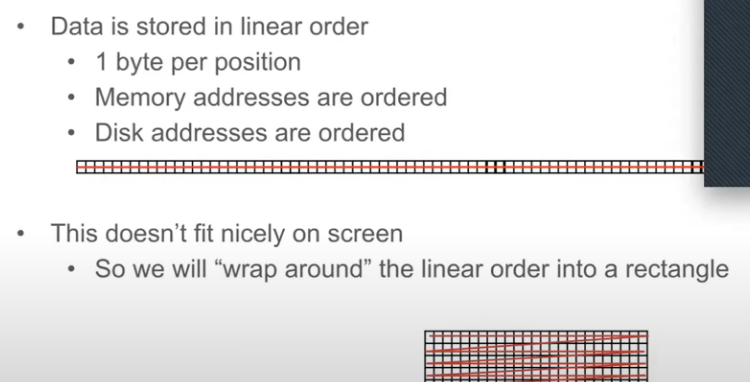 • Data is stored in linear order
• 1 byte per position
• Memory addresses are ordered
• Disk addresses are ordered
• This doesn’t fit nicely on screen
• So we will “wrap around” the linear order into a rectangle